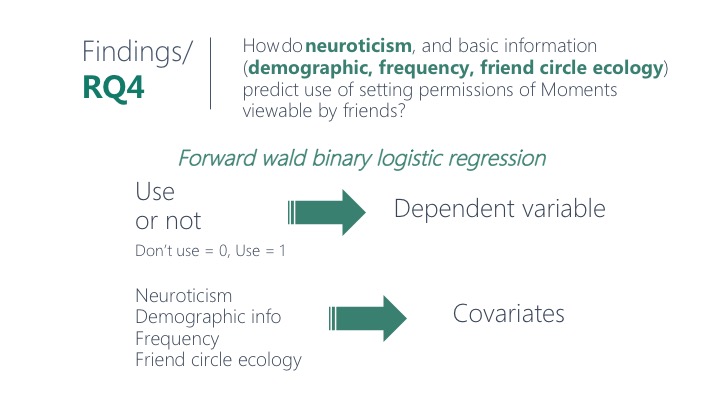 Findings/
RQ4
How do neuroticism, and basic information
(demographic, frequency, friend circle ecology)
predict use of setting permissions of Moments
viewable by friends?
Forward wald binary logistic regression
Use
or not
Don't use = 0, Use = 1
Dependent variable
Neuroticism
Demographic info
Frequency
Friend circle ecology
Covariates